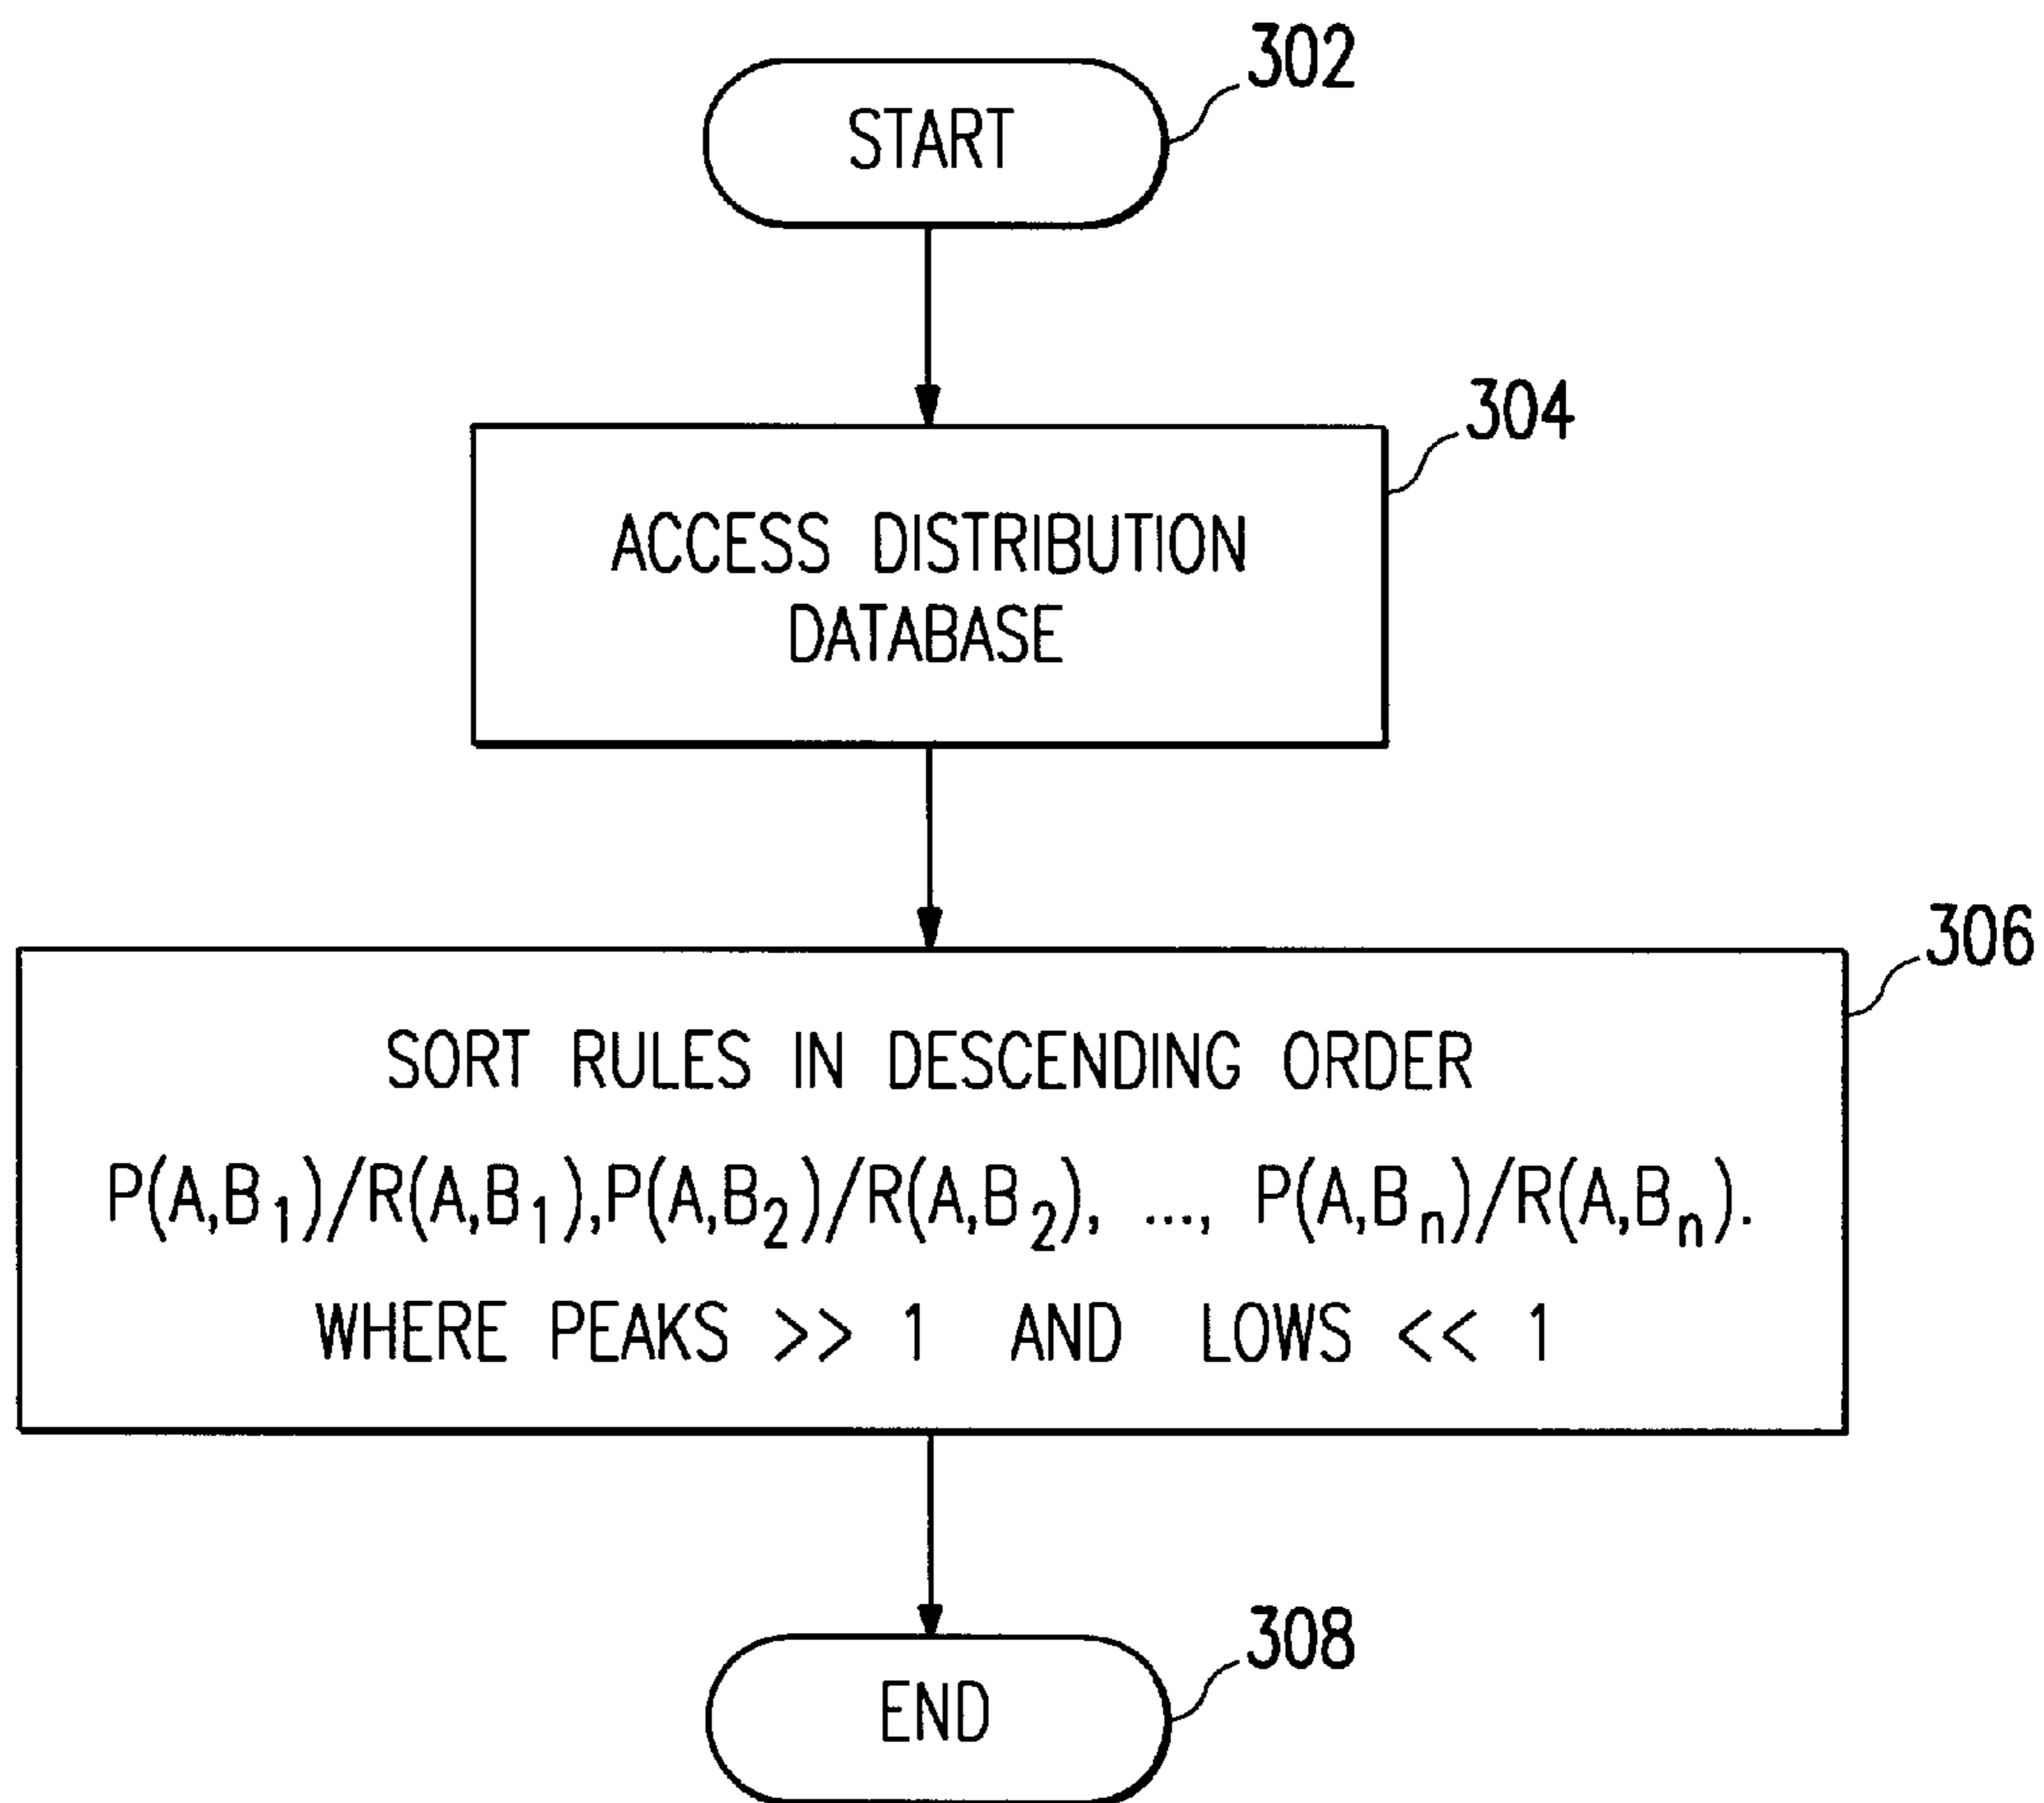 302
START
304
ACCESS DISTRIBUTION
DATABASE
306
SORT RULES IN DESCENDING ORDER
P(A,B₁)/R(A,B₁),P(A,B₂)/R(A,B₂), ..., P(A,Bₙ)/R(A,Bₙ).
WHERE PEAKS >> 1 AND LOWS << 1
308
END